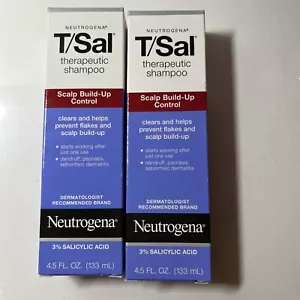 NEUTROGENA®
T/Sal®
therapeutic
shampoo
Scalp Build-Up
Control
clears and helps
prevent flakes and
scalp build-up
• starts working after
just one use
• dandruff, psoriasis,
seborrheic dermatitis
DERMATOLOGIST
RECOMMENDED BRAND
Neutrogena®
3% SALICYLIC ACID
4.5 FL. OZ. (133 mL)
NEUTROGENA®
T/Sal®
therapeutic
shampoo
Scalp Build-Up
Control
clears and helps
prevent flakes and
scalp build-up
• starts working after
just one use
• dandruff, psoriasis,
seborrheic dermatitis
DERMATOLOGIST
RECOMMENDED BRAND
Neutrogena®
3% SALICYLIC ACID
4.5 FL. OZ. (133 mL)